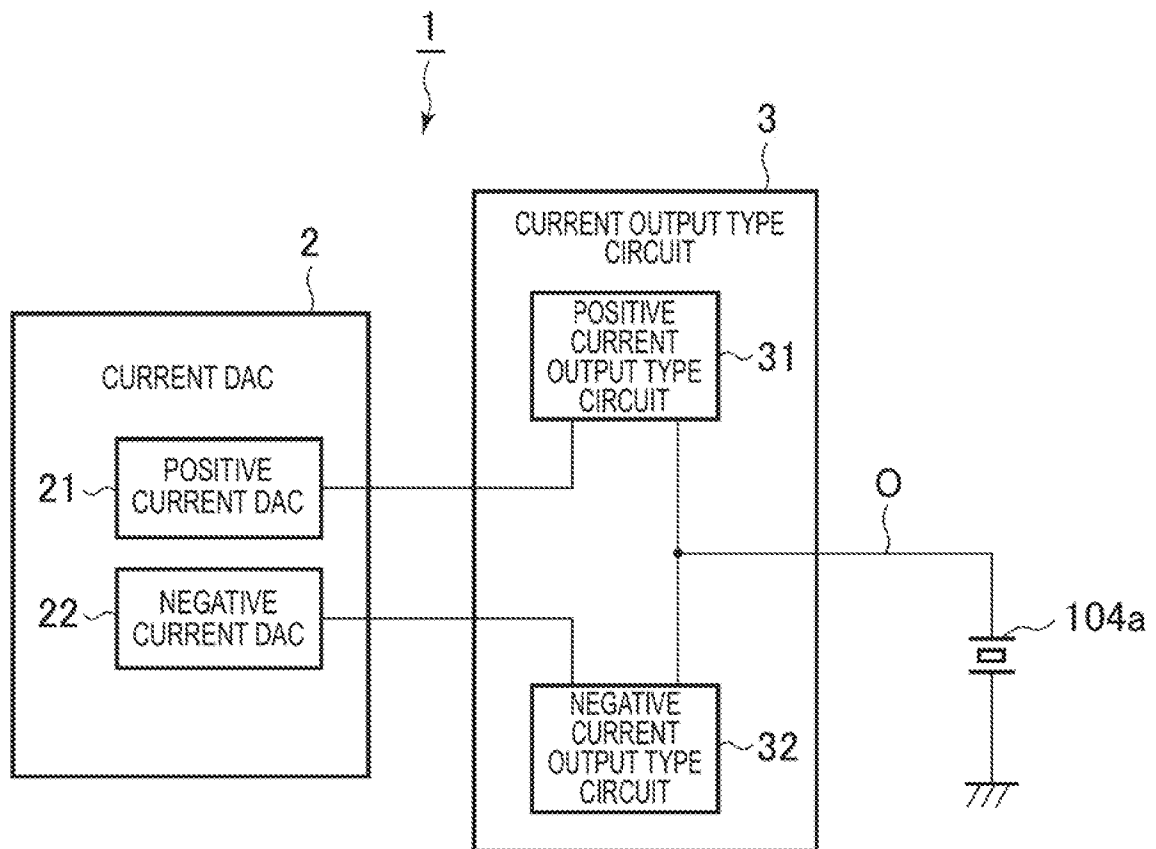 1
3
CURRENT OUTPUT TYPE
CIRCUIT
2
POSITIVE
CURRENT
OUTPUT TYPE
CIRCUIT
31
CURRENT DAC
21
POSITIVE
CURRENT DAC
O
22
NEGATIVE
CURRENT DAC
104a
NEGATIVE
CURRENT
OUTPUT TYPE
CIRCUIT
32